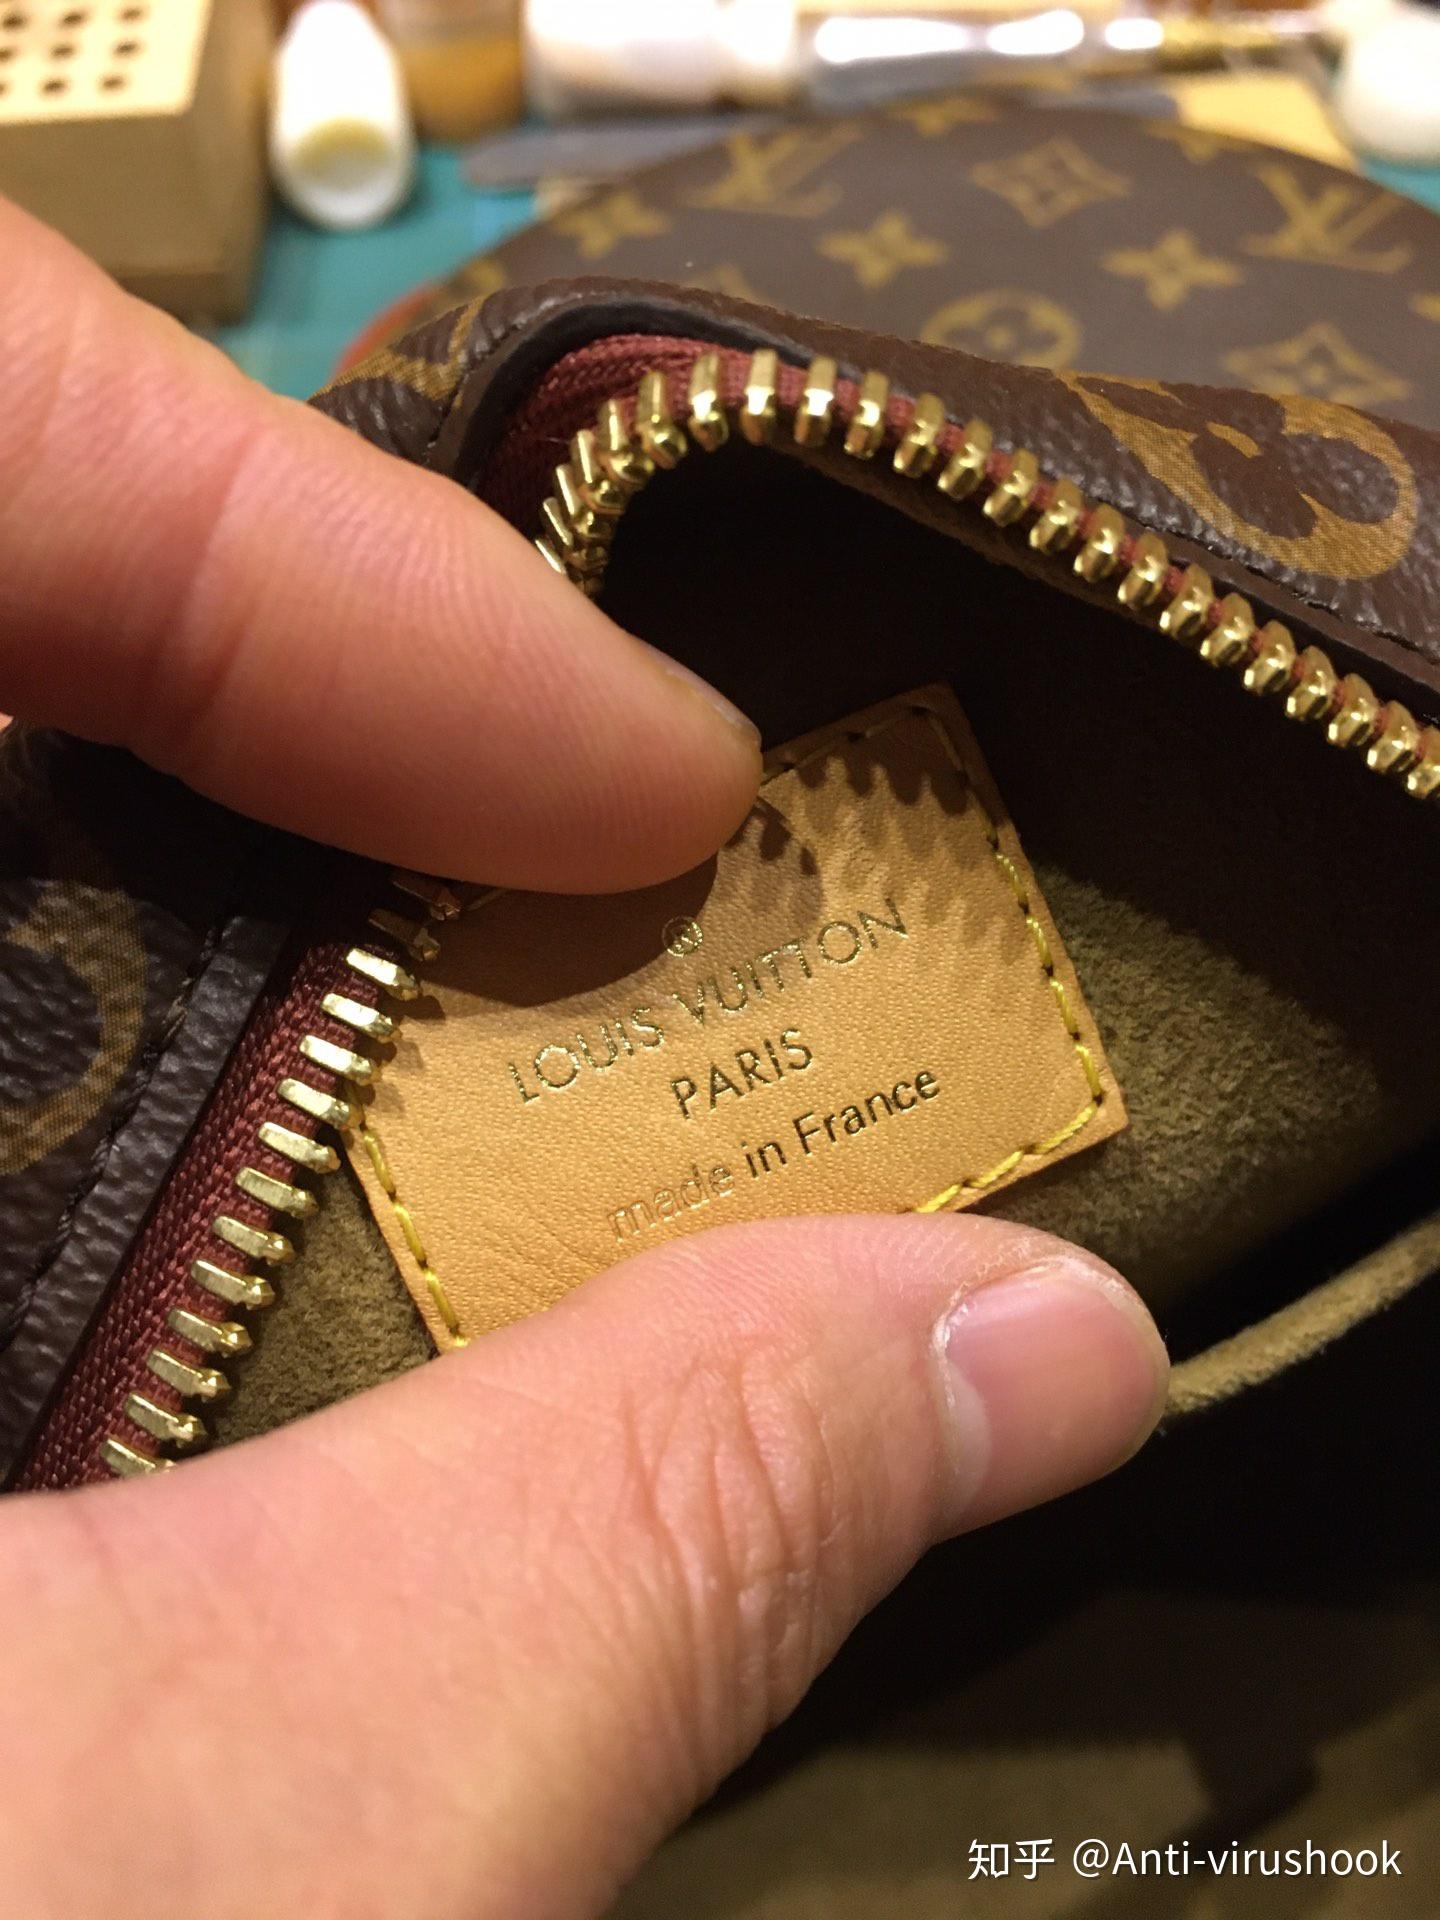 ®
LOUIS VUITTON
PARIS
made in France
知乎 @Anti-virushook